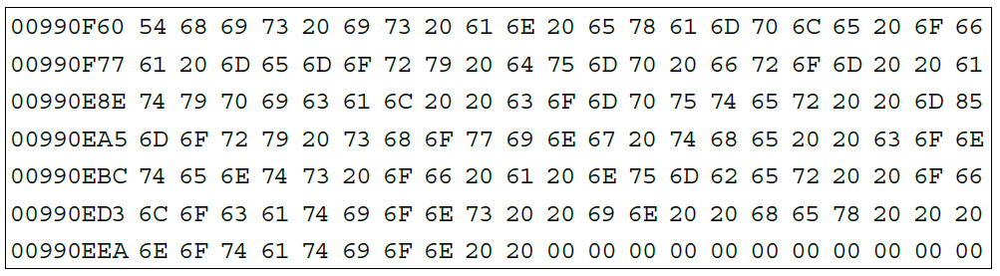 00990F60 54 68 69 73 20 69 73 20 61 6E 20 65 78 61 6D 70 6C 65 20 6F 66
00990F77 61 20 6D 65 6D 6F 72 79 20 64 75 6D 70 20 66 72 6F 6D 20 20 61
00990E8E 74 79 70 69 63 61 6C 20 20 63 6F 6D 70 75 74 65 72 20 20 6D 85
00990EA5 6D 6F 72 79 20 73 68 6F 77 69 6E 67 20 74 68 65 20 20 63 6F 6E
00990EBC 74 65 6E 74 73 20 6F 66 20 61 20 6E 75 6D 62 65 72 20 20 6F 66
00990ED3 6C 6F 63 61 74 69 6F 6E 73 20 20 69 6E 20 20 68 65 78 20 20 20
00990EEA 6E 6F 74 61 74 69 6F 6E 20 20 00 00 00 00 00 00 00 00 00 00 00